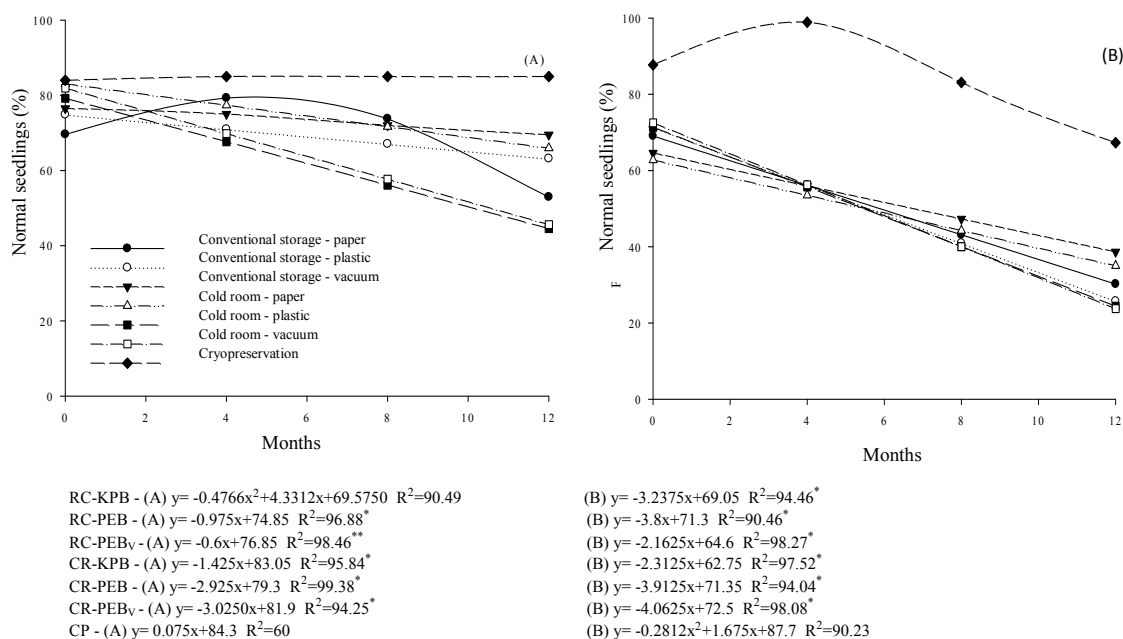 100
80
60
40
20
0
Normal seedlings (%)
(A)
Conventional storage - paper
Conventional storage - plastic
Conventional storage - vacuum
Cold room - paper
Cold room - plastic
Cold room - vacuum
Cryopreservation
0 2 4 6 8 10 12
Months
100
80
60
40
20
0
Normal seedlings (%)
(B)
0 2 4 6 8 10 12
Months
RC-KPB - (A) y= -0.4766x²+4.3312x+69.5750 R²=90.49
RC-PEB - (A) y= -0.975x+74.85 R²=96.88*
RC-PEBᵥ - (A) y= -0.6x+76.85 R²=98.46**
CR-KPB - (A) y= -1.425x+83.05 R²=95.84*
CR-PEB - (A) y= -2.925x+79.3 R²=99.38*
CR-PEBᵥ - (A) y= -3.0250x+81.9 R²=94.25*
CP - (A) y= 0.075x+84.3 R²=60
(B) y= -3.2375x+69.05 R²=94.46*
(B) y= -3.8x+71.3 R²=90.46*
(B) y= -2.1625x+64.6 R²=98.27*
(B) y= -2.3125x+62.75 R²=97.52*
(B) y= -3.9125x+71.35 R²=94.04*
(B) y= -4.0625x+72.5 R²=98.08*
(B) y= -0.2812x²+1.675x+87.7 R²=90.23